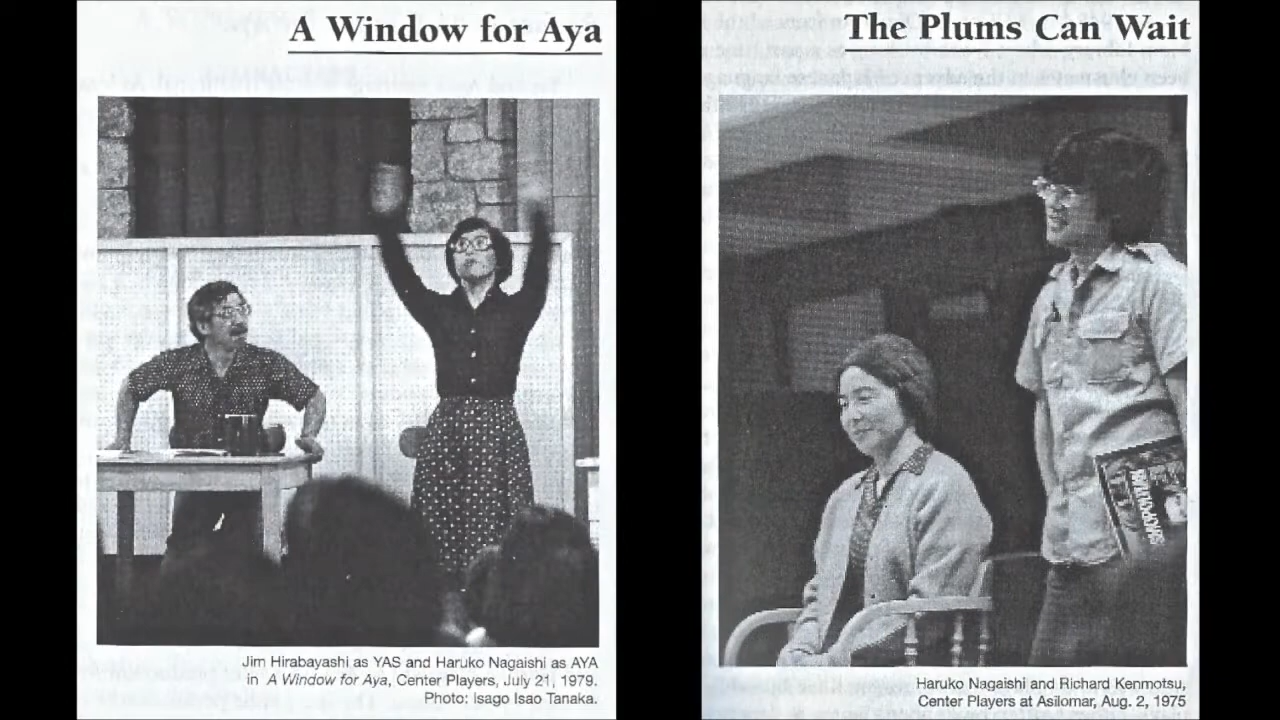 A Window for Aya
Jim Hirabayashi as YAS and Haruko Nagaishi as AYA
in A Window for Aya, Center Players, July 21, 1979.
Photo: Isago Isao Tanaka.
The Plums Can Wait
Haruko Nagaishi and Richard Kenmotsu,
Center Players at Asilomar, Aug. 2, 1975